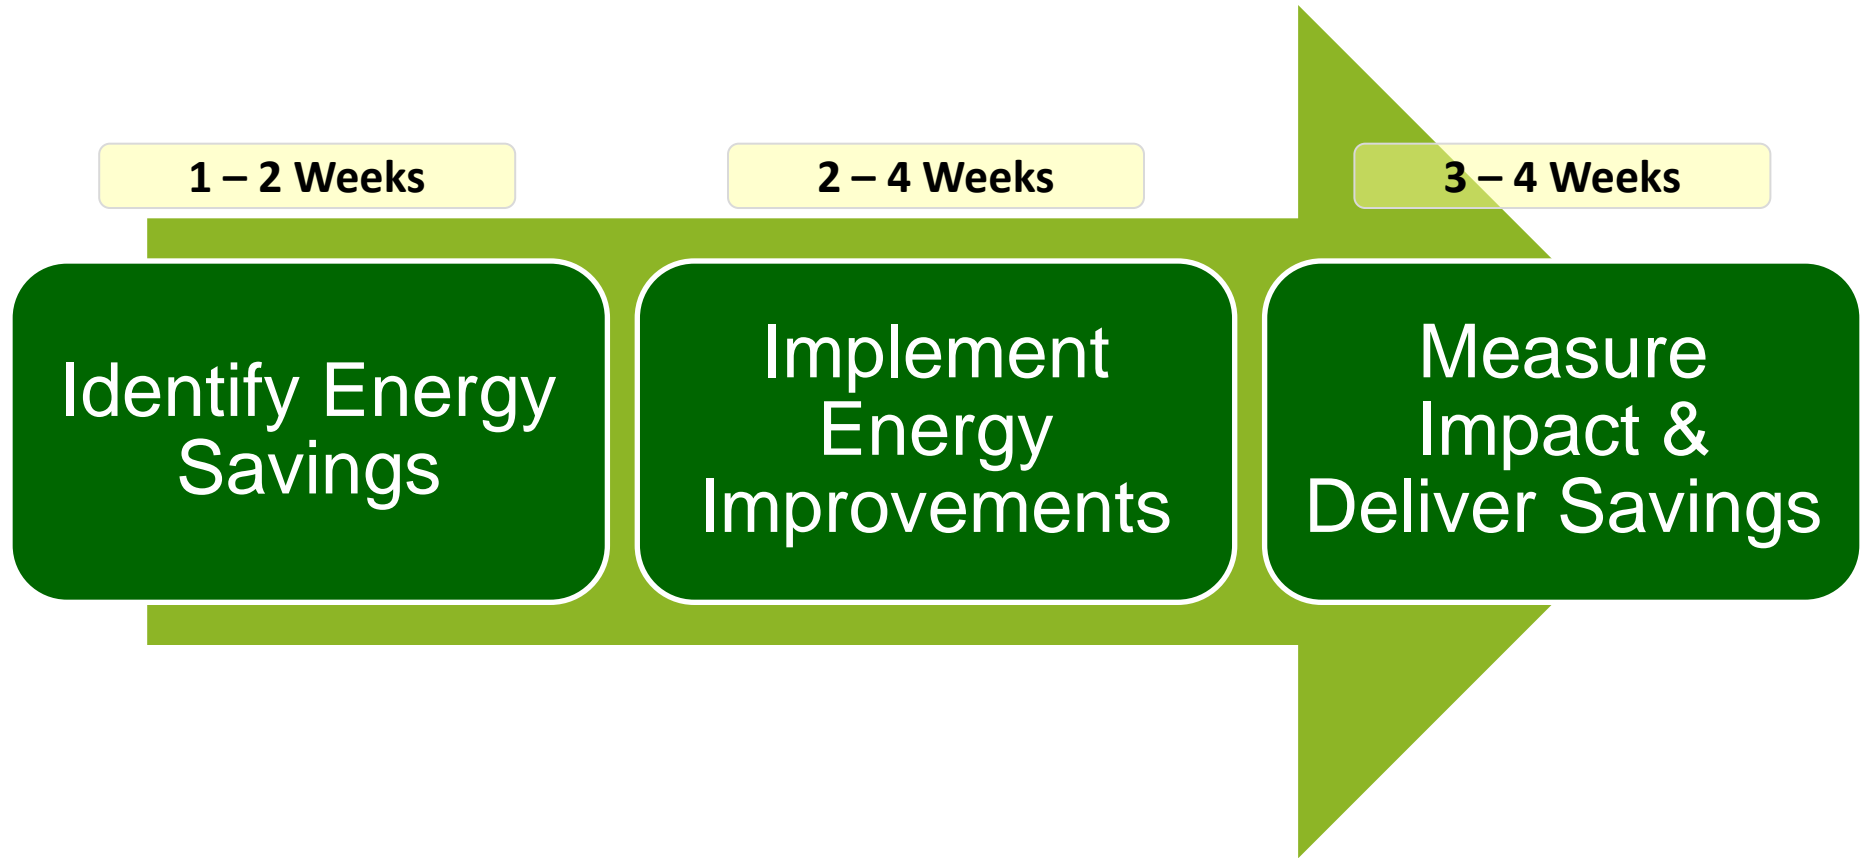 1 – 2 Weeks
2 – 4 Weeks
3 – 4 Weeks
Identify Energy
Savings
Implement
Energy
Improvements
Measure
Impact &
Deliver Savings